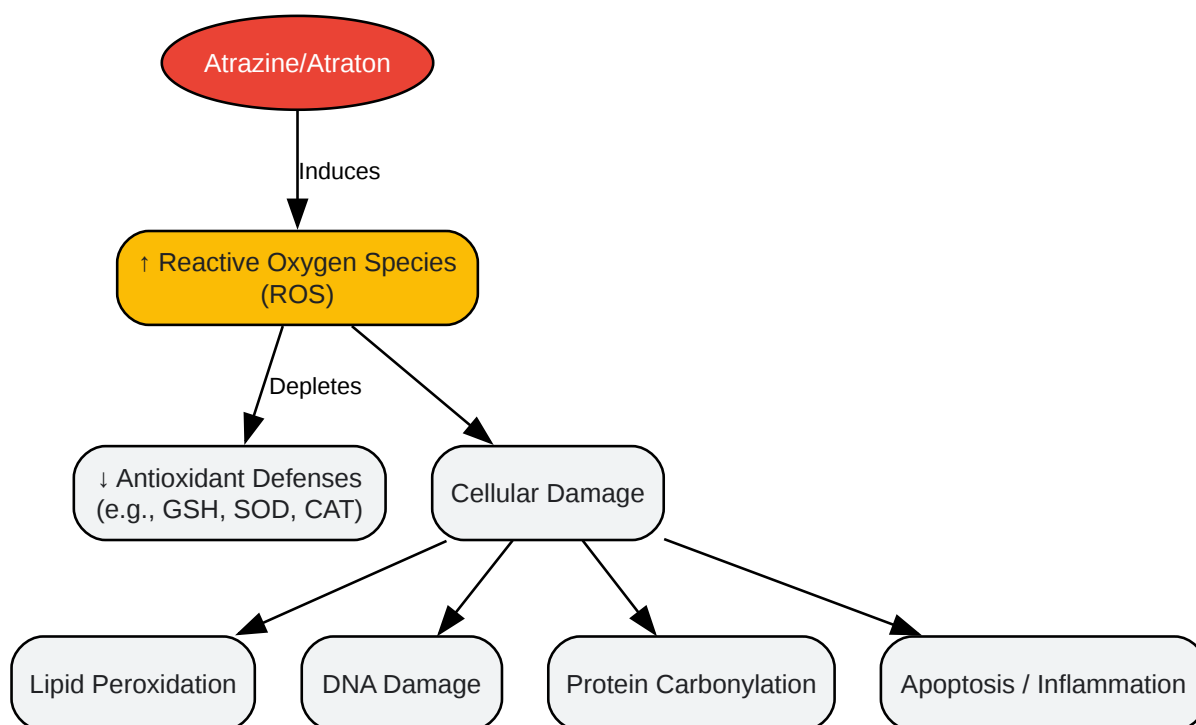 Atrazine/Atraton
Induces
↑ Reactive Oxygen Species
(ROS)
Depletes
↓ Antioxidant Defenses
(e.g., GSH, SOD, CAT)
Cellular Damage
Lipid Peroxidation
DNA Damage
Protein Carbonylation
Apoptosis / Inflammation